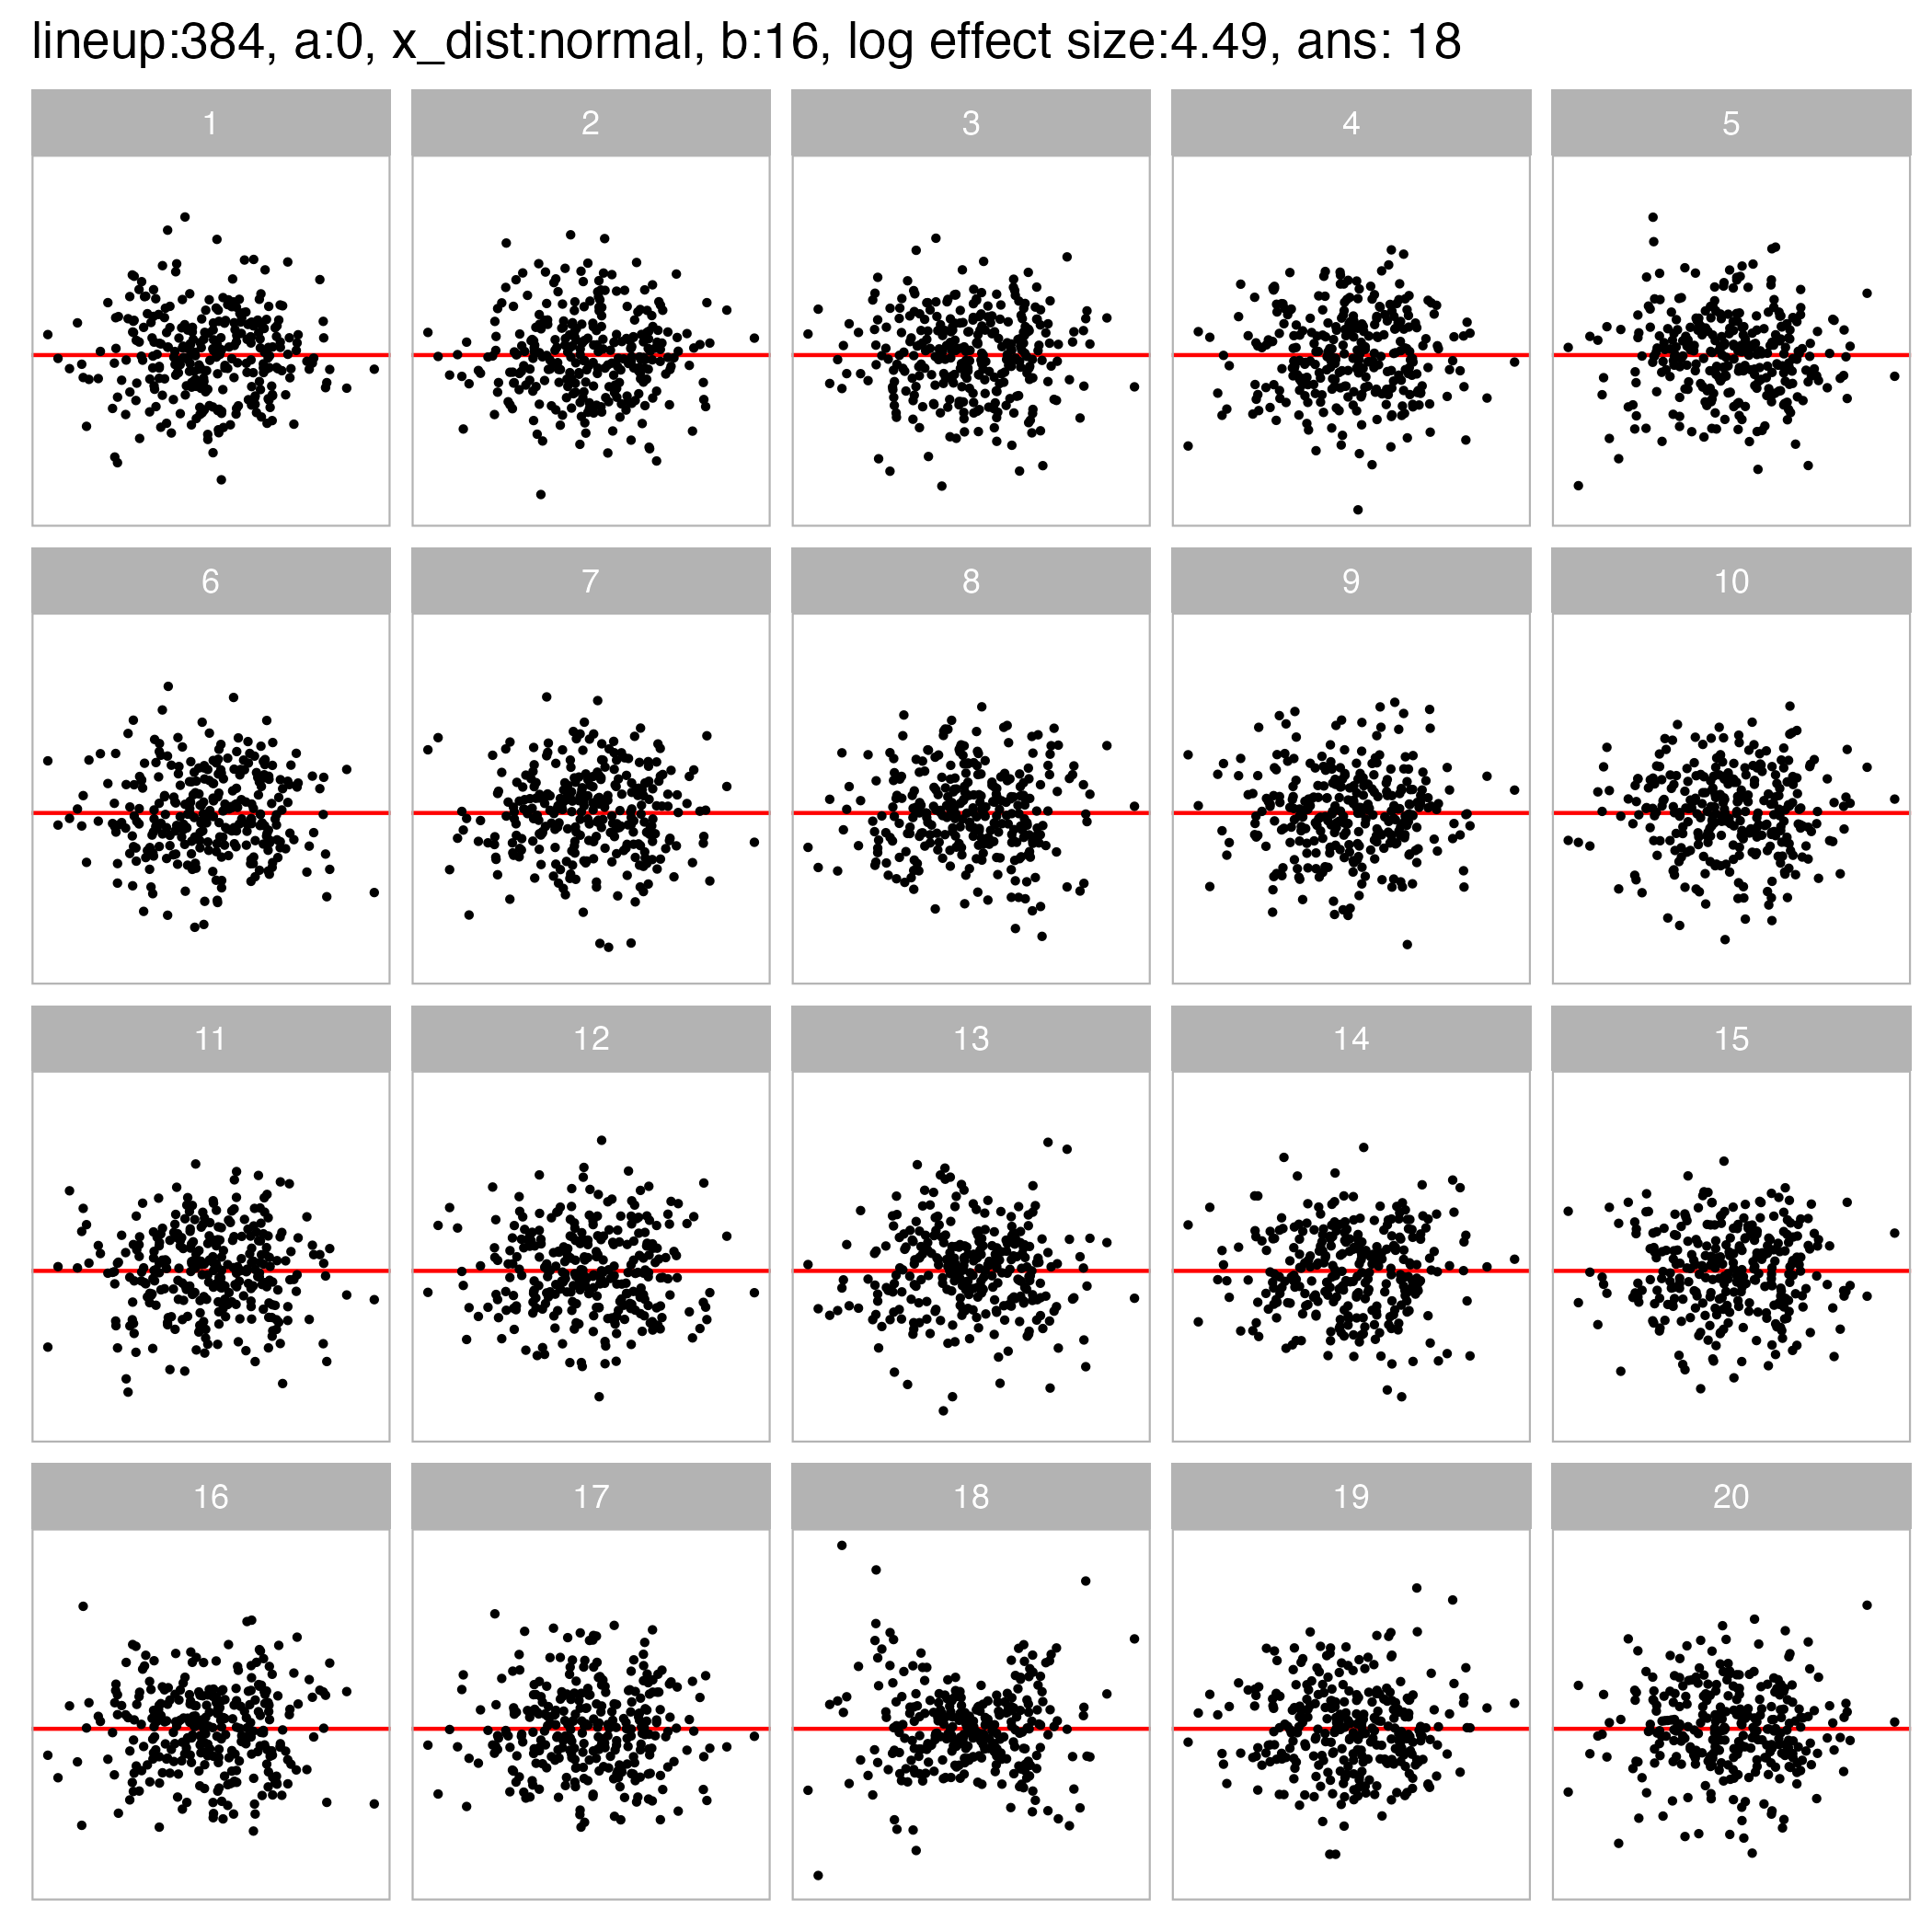 lineup:384, a:0, x_dist:normal, b:16, log effect size:4.49, ans: 18
1 2 3 4 5
6 7 8 9 10
11 12 13 14 15
16 17 18 19 20